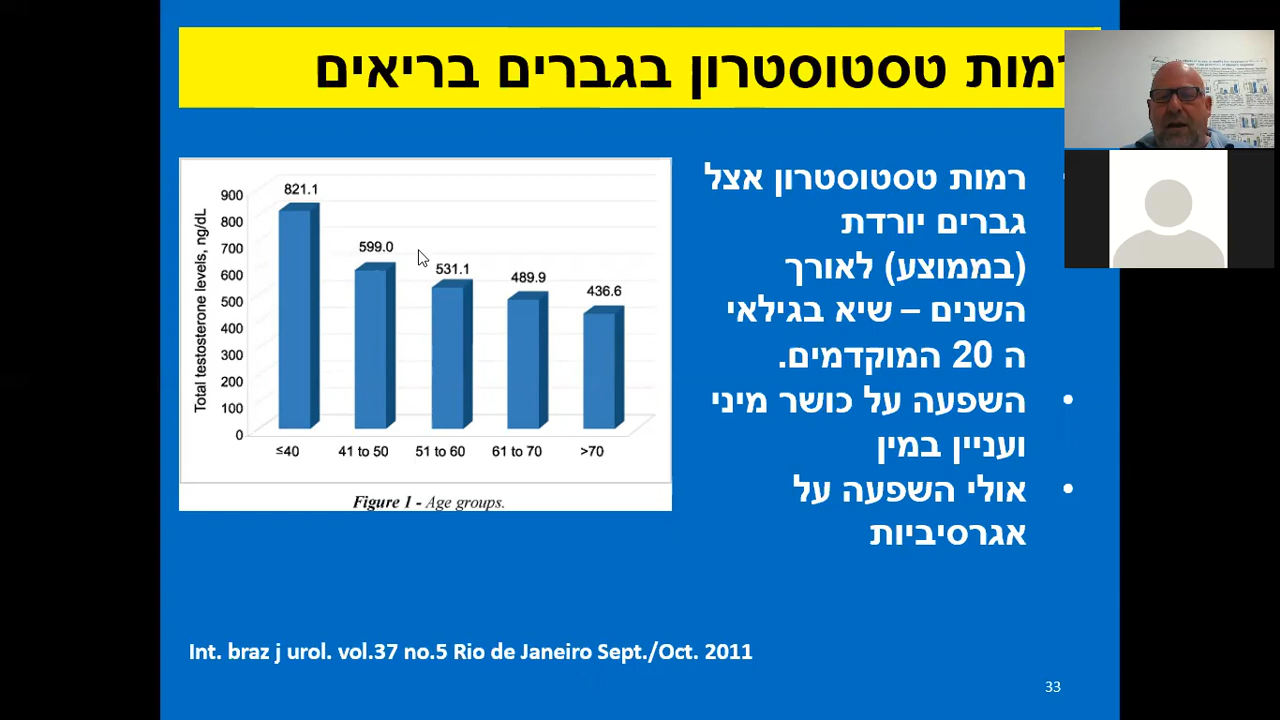 רמות טסטוסטרון בגברים בריאים
רמות טסטוסטרון אצל
גברים יורדת
(בממוצע) לאורך
השנים – שיא בגילאי
ה 20 המוקדמים.
• השפעה על כושר מיני
ועניין במין
• אולי השפעה על
אגרסיביות
Total testosterone levels, ng/dL
900
800
700
600
500
400
300
200
100
0
821.1
599.0
531.1
489.9
436.6
≤40 41 to 50 51 to 60 61 to 70 >70
Figure 1 - Age groups.
Int. braz j urol. vol.37 no.5 Rio de Janeiro Sept./Oct. 2011
33